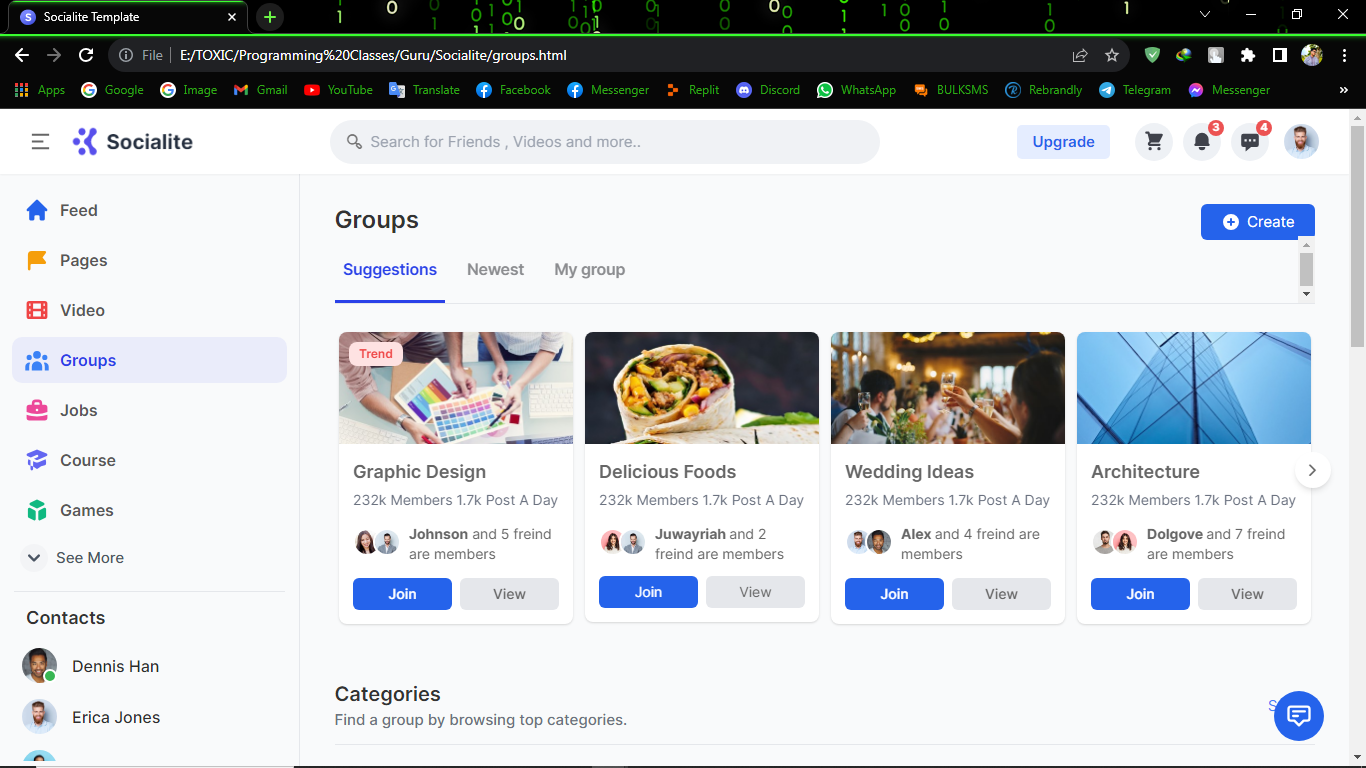 Socialite Template
File E:/TOXIC/Programming%20Classes/Guru/Socialite/groups.html
Apps Google Image Gmail YouTube Translate Facebook Messenger Replit Discord WhatsApp BULKSMS Rebrandly Telegram Messenger
Socialite
Search for Friends , Videos and more..
Upgrade
3
4
Feed
Pages
Video
Groups
Jobs
Course
Games
See More
Contacts
Dennis Han
Erica Jones
Groups
Create
Suggestions Newest My group
Trend
Graphic Design
232k Members 1.7k Post A Day
Johnson and 5 freind
are members
Join View
Delicious Foods
232k Members 1.7k Post A Day
Juwayriah and 2
freind are members
Join View
Wedding Ideas
232k Members 1.7k Post A Day
Alex and 4 freind are
members
Join View
Architecture
232k Members 1.7k Post A Day
Dolgove and 7 freind
are members
Join View
Categories
Find a group by browsing top categories.